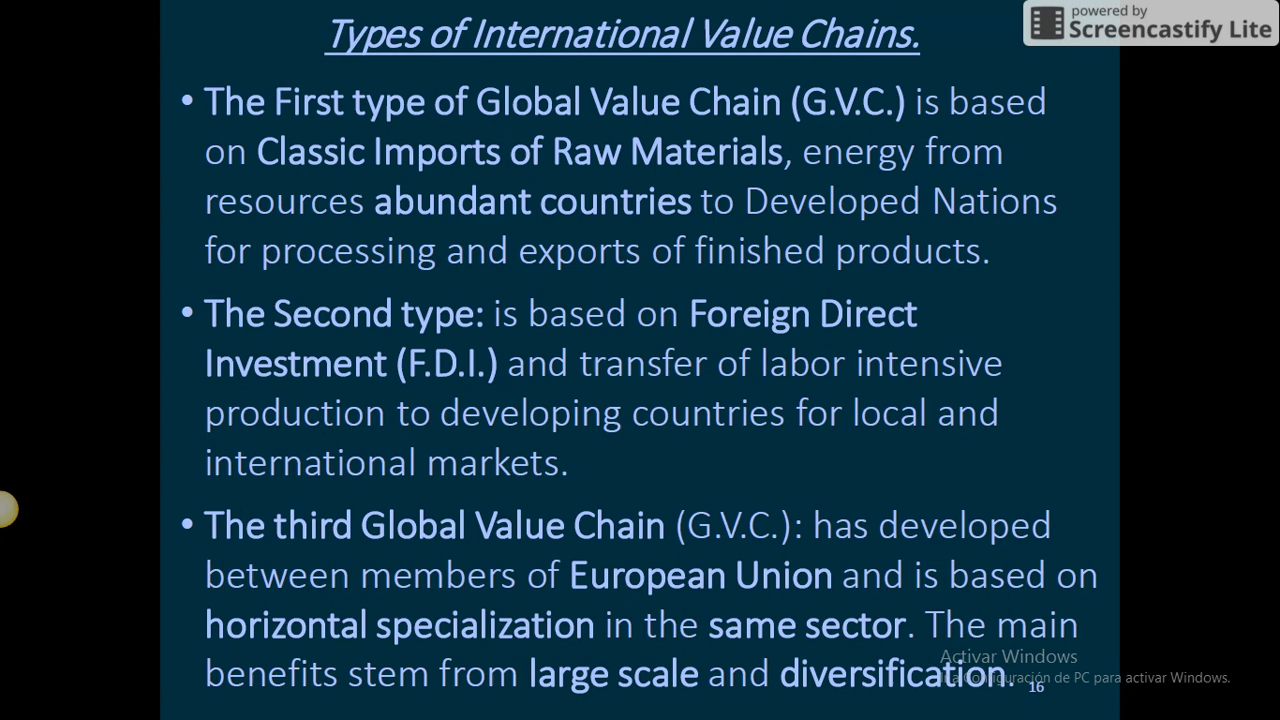 Types of International Value Chains.
powered by
Screencastify Lite
• The First type of Global Value Chain (G.V.C.) is based
on Classic Imports of Raw Materials, energy from
resources abundant countries to Developed Nations
for processing and exports of finished products.
• The Second type: is based on Foreign Direct
Investment (F.D.I.) and transfer of labor intensive
production to developing countries for local and
international markets.
• The third Global Value Chain (G.V.C.): has developed
between members of European Union and is based on
horizontal specialization in the same sector. The main
benefits stem from large scale and diversification.
Activar Windows
Configuración de PC para activar Windows.
16